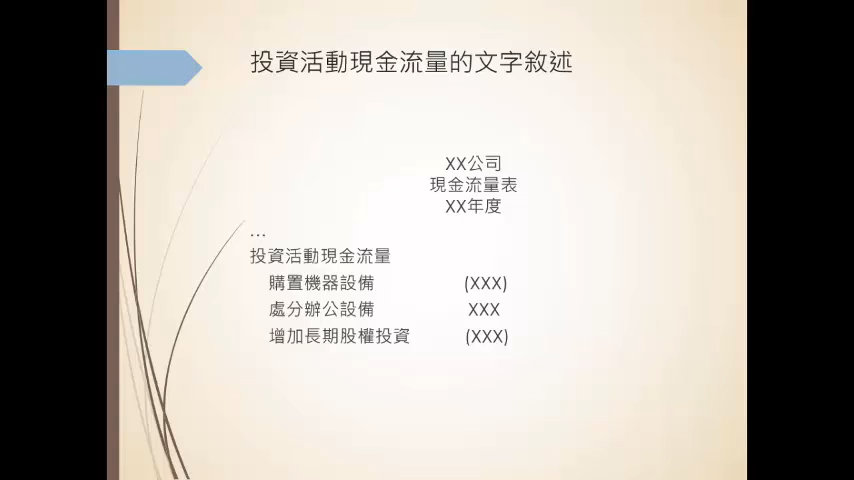 投資活動現金流量的文字敘述
XX公司
現金流量表
XX年度
…
投資活動現金流量
購置機器設備 (XXX)
處分辦公設備 XXX
增加長期股權投資 (XXX)